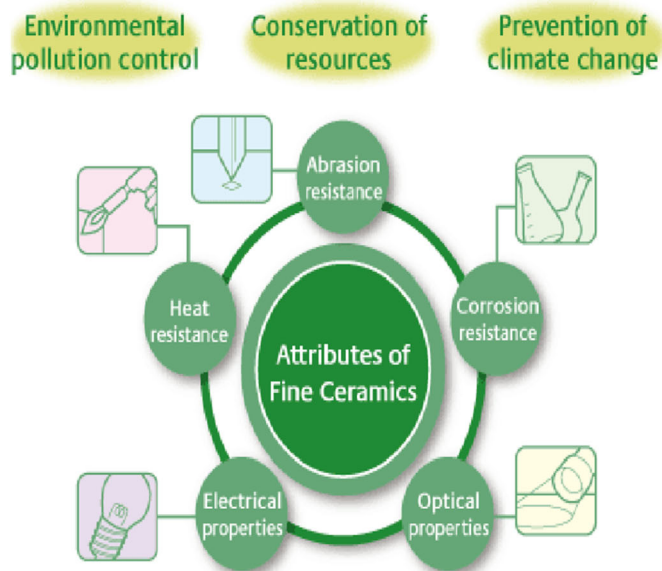 Environmental
pollution control
Conservation of
resources
Prevention of
climate change
Abrasion
resistance
Heat
resistance
Corrosion
resistance
Attributes of
Fine Ceramics
Electrical
properties
Optical
properties